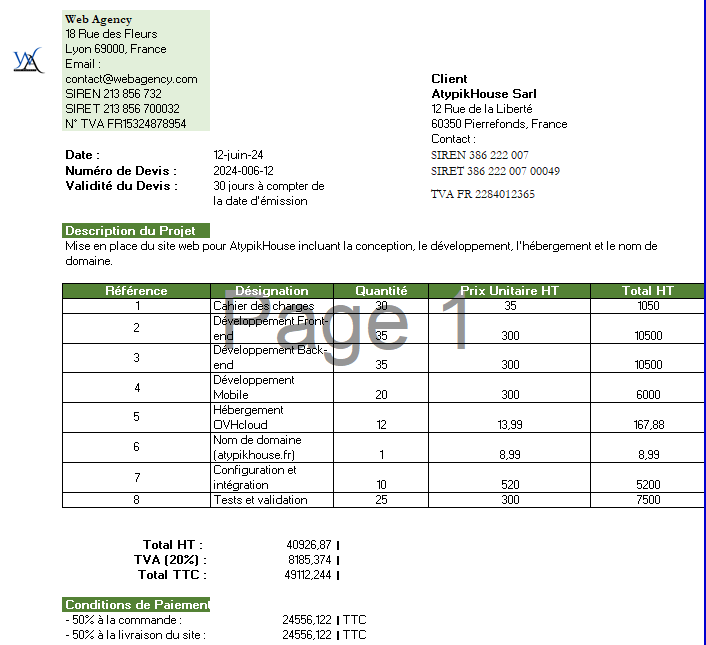 Web Agency
18 Rue des Fleurs
Lyon 69000, France
Email :
contact@webagency.com
SIREN 213 856 732
SIRET 213 856 700032
N° TVA FR15324878954
Client
AtypikHouse Sarl
12 Rue de la Liberté
60350 Pierrefonds, France
Contact :
SIREN 386 222 007
SIRET 386 222 007 00049
TVA FR 2284012365
Date : 12-juin-24
Numéro de Devis : 2024-006-12
Validité du Devis : 30 jours à compter de
la date d'émission
Description du Projet
Mise en place du site web pour AtypikHouse incluant la conception, le développement, l'hébergement et le nom de
domaine.
Référence Désignation Quantité Prix Unitaire HT Total HT
1 Cahier des charges 30 35 1050
2 Développement Front-
end 35 300 10500
3 Développement Back-
end 35 300 10500
4 Développement
Mobile 20 300 6000
5 Hébergement
OVHcloud 12 13,99 167,88
6 Nom de domaine
(atypikhouse.fr) 1 8,99 8,99
7 Configuration et
intégration 10 520 5200
8 Tests et validation 25 300 7500
Page 1
Total HT : 40926,87
TVA (20%) : 8185,374
Total TTC : 49112,244
Conditions de Paiement
- 50% à la commande : 24556,122 TTC
- 50% à la livraison du site : 24556,122 TTC